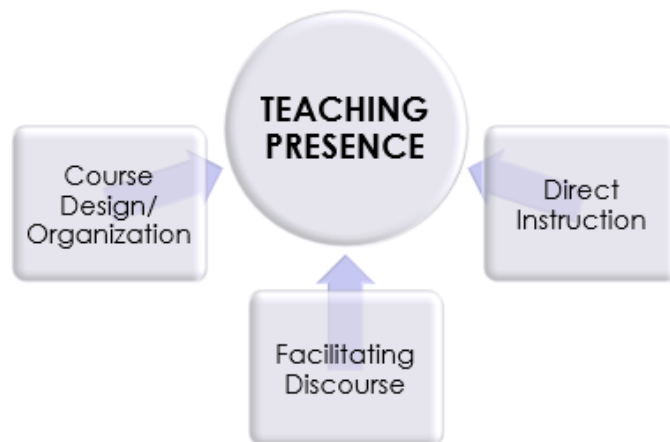 TEACHING
PRESENCE
Course
Design/
Organization
Direct
Instruction
Facilitating
Discourse